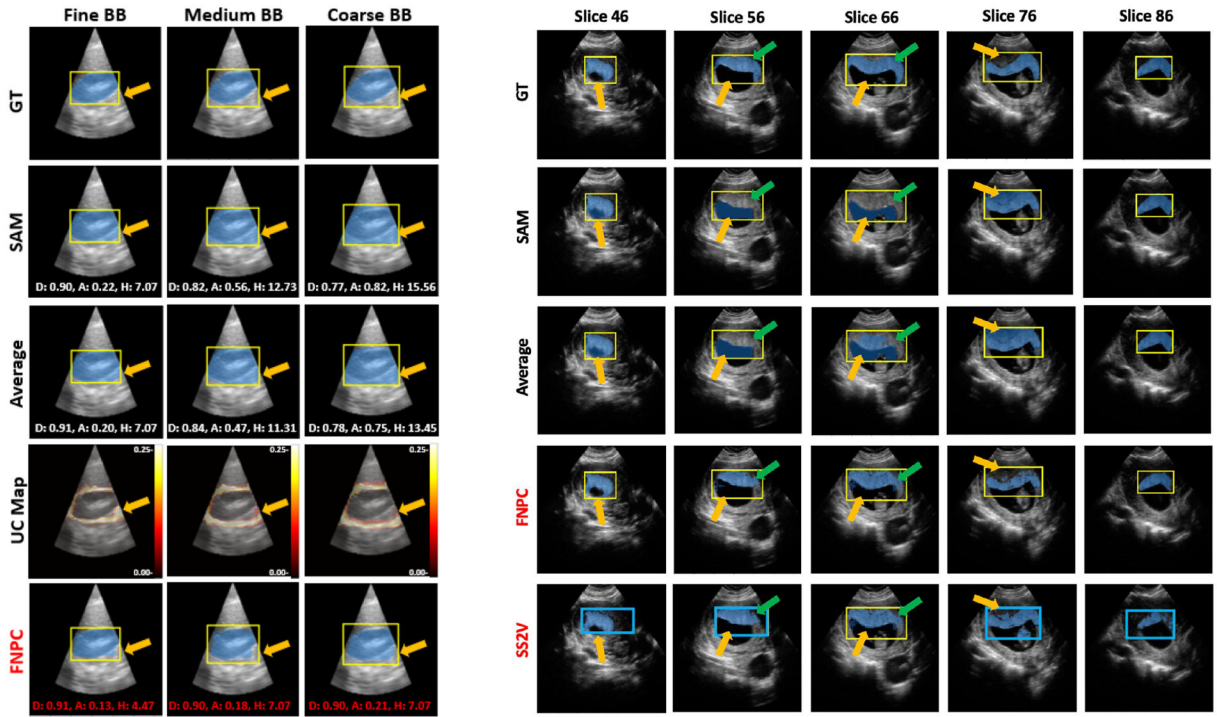 Fine BB Medium BB Coarse BB
GT
SAM
D: 0.90, A: 0.22, H: 7.07 D: 0.82, A: 0.56, H: 12.73 D: 0.77, A: 0.82, H: 15.56
Average
D: 0.91, A: 0.20, H: 7.07 D: 0.84, A: 0.47, H: 11.31 D: 0.78, A: 0.75, H: 13.45
UC Map
0.25- 0.25- 0.25-
0.00- 0.00- 0.00-
FNPC
D: 0.91, A: 0.13, H: 4.47 D: 0.90, A: 0.18, H: 7.07 D: 0.90, A: 0.21, H: 7.07
Slice 46 Slice 56 Slice 66 Slice 76 Slice 86
GT
SAM
Average
FNPC
SS2V